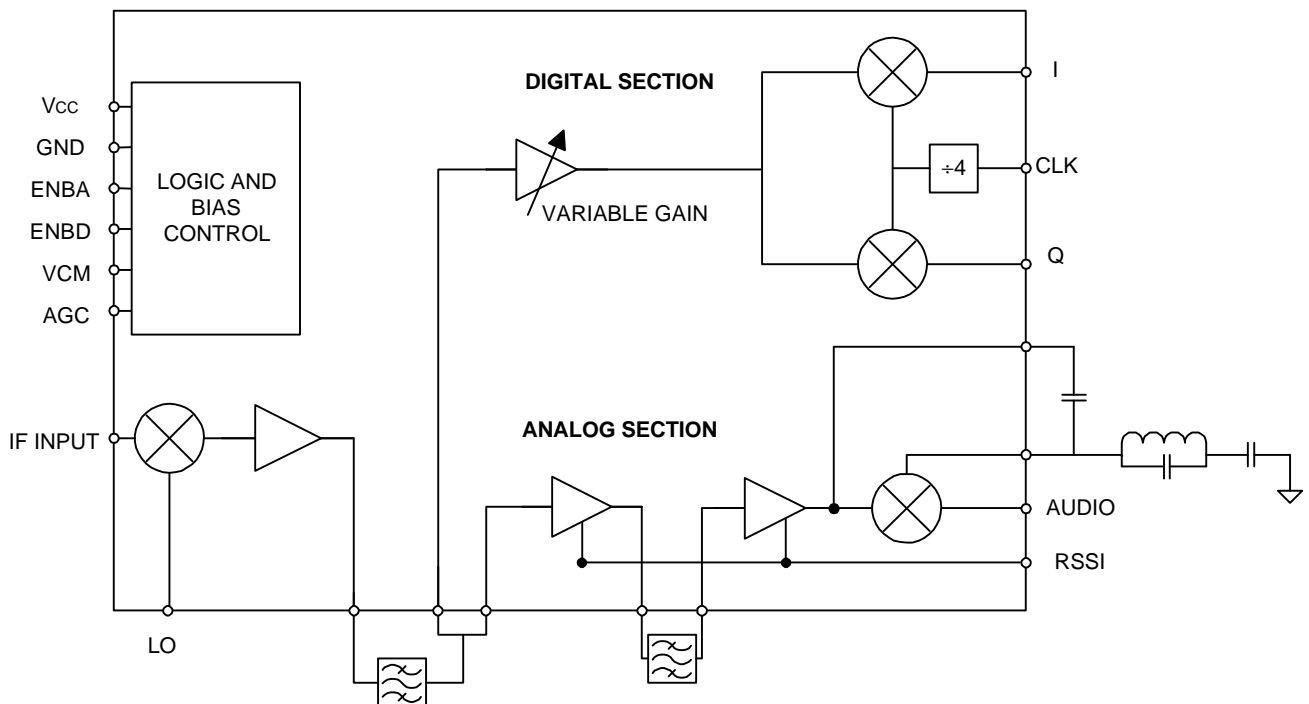 DIGITAL SECTION
I
VCC
GND
ENBA
ENBD
VCM
AGC
LOGIC AND
BIAS
CONTROL
÷4
CLK
VARIABLE GAIN
Q
IF INPUT
ANALOG SECTION
AUDIO
RSSI
LO